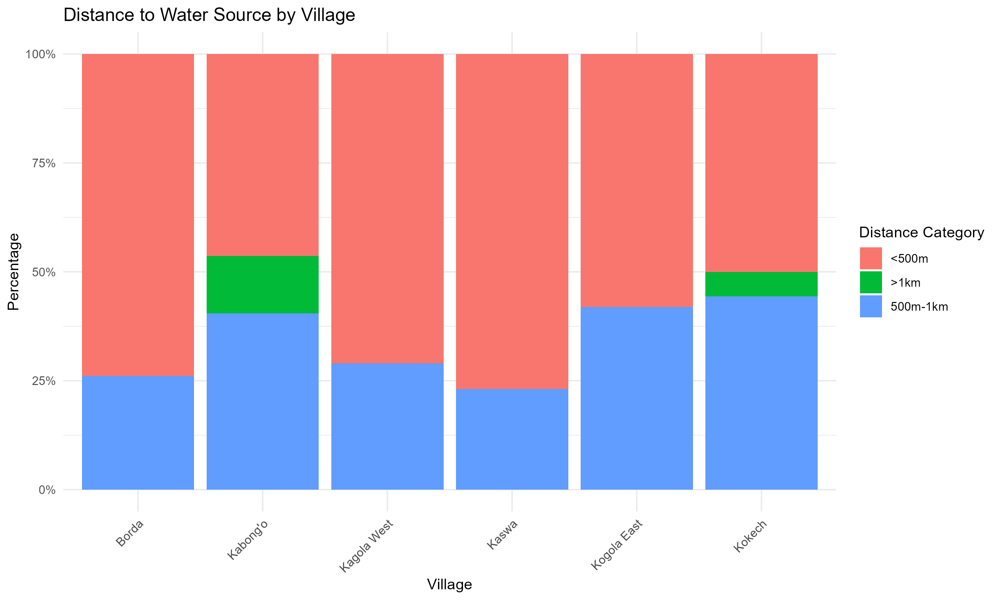 Distance to Water Source by Village
Percentage
100%
75%
50%
25%
0%
Borda
Kabong'o
Kagola West
Kaswa
Kogola East
Kokech
Village
Distance Category
<500m
>1km
500m-1km